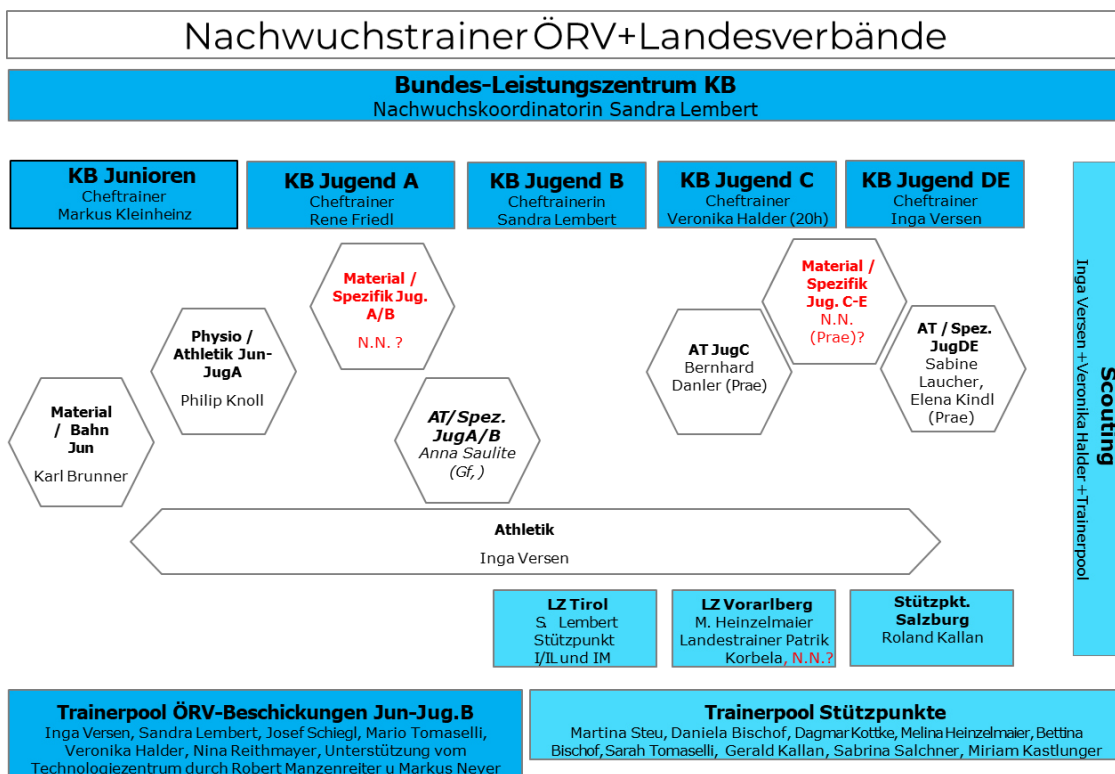 Nachwuchstrainer ÖRV+Landesverbände
Bundes-Leistungszentrum KB
Nachwuchskoordinatorin Sandra Lembert
KB Junioren
Cheftrainer
Markus Kleinheinz
KB Jugend A
Cheftrainer
Rene Friedl
KB Jugend B
Cheftrainerin
Sandra Lembert
KB Jugend C
Cheftrainer
Veronika Halder (20h)
KB Jugend DE
Cheftrainer
Inga Versen
Material /
Bahn
Jun
Karl Brunner
Physio /
Athletik Jun-
JugA
Philip Knoll
Material /
Spezifik Jug.
A/B
N.N. ?
AT/Spez.
JugA/B
Anna Saulite
(Gf,)
AT JugC
Bernhard
Danler (Prae)
Material /
Spezifik
Jug. C-E
N.N.
(Prae)?
AT / Spez.
JugDE
Sabine
Laucher,
Elena Kindl
(Prae)
Scouting
Inga Versen +Veronika Halder +Trainerpool
Athletik
Inga Versen
LZ Tirol
S. Lembert
Stützpunkt
I/IL und IM
LZ Vorarlberg
M. Heinzelmaier
Landestrainer Patrik
Korbela, N.N.?
Stützpkt.
Salzburg
Roland Kallan
Trainerpool ÖRV-Beschickungen Jun-Jug.B
Inga Versen, Sandra Lembert, Josef Schiegl, Mario Tomaselli,
Veronika Halder, Nina Reithmayer, Unterstützung vom
Technologiezentrum durch Robert Manzenreiter u Markus Neyer
Trainerpool Stützpunkte
Martina Steu, Daniela Bischof, Dagmar Kottke, Melina Heinzelmaier, Bettina
Bischof, Sarah Tomaselli, Gerald Kallan, Sabrina Salchner, Miriam Kastlunger